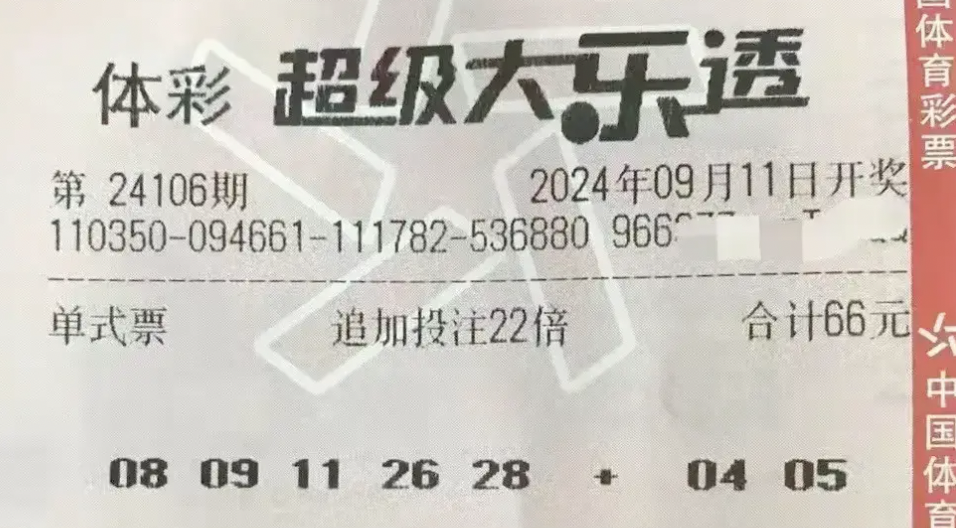 体彩 超级大乐透
第 24106期 2024年09月11日开奖
110350-094661-111782-536880 966
单式票 追加投注22倍 合计66元
08 09 11 26 28 + 04 05
国体育彩票
中国体育